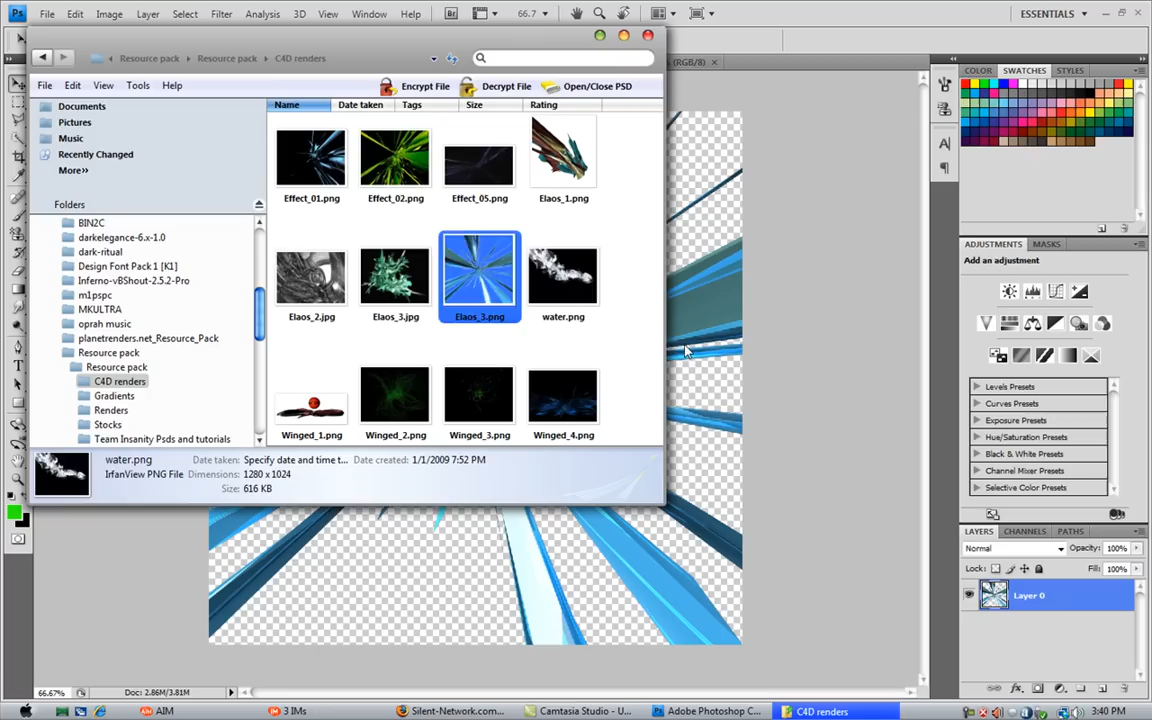 Ps File Edit Image Layer Select Filter Analysis 3D View Window Help Br 66.7 ESSENTIALS
Resource pack Resource pack C4D renders
(RGB/8)
File Edit View Tools Help Encrypt File Decrypt File Open/Close PSD
Documents
Pictures
Music
Recently Changed
More»
Folders
BIN2C
darkelegance-6.x-1.0
dark-ritual
Design Font Pack 1 [K1]
Inferno-vBShout-2.5.2-Pro
m1pspc
MKULTRA
oprah music
planetrenders.net_Resource_Pack
Resource pack
Resource pack
C4D renders
Gradients
Renders
Stocks
Team Insanity Psds and tutorials
Name Date taken Tags Size Rating
Effect_01.png Effect_02.png Effect_05.png Elaos_1.png
Elaos_2.jpg Elaos_3.jpg Elaos_3.png water.png
Winged_1.png Winged_2.png Winged_3.png Winged_4.png
water.png Date taken: Specify date and time t... Date created: 1/1/2009 7:52 PM
IrfanView PNG File Dimensions: 1280 x 1024
Size: 616 KB
COLOR SWATCHES STYLES
ADJUSTMENTS MASKS
Add an adjustment
Levels Presets
Curves Presets
Exposure Presets
Hue/Saturation Presets
Black & White Presets
Channel Mixer Presets
Selective Color Presets
LAYERS CHANNELS PATHS
Normal Opacity: 100%
Lock: Fill: 100%
Layer 0
66.67% Doc: 2.86M/3.81M
AIM 3 IMs Silent-Network.com... Camtasia Studio - U... Adobe Photoshop C... C4D renders 3:40 PM